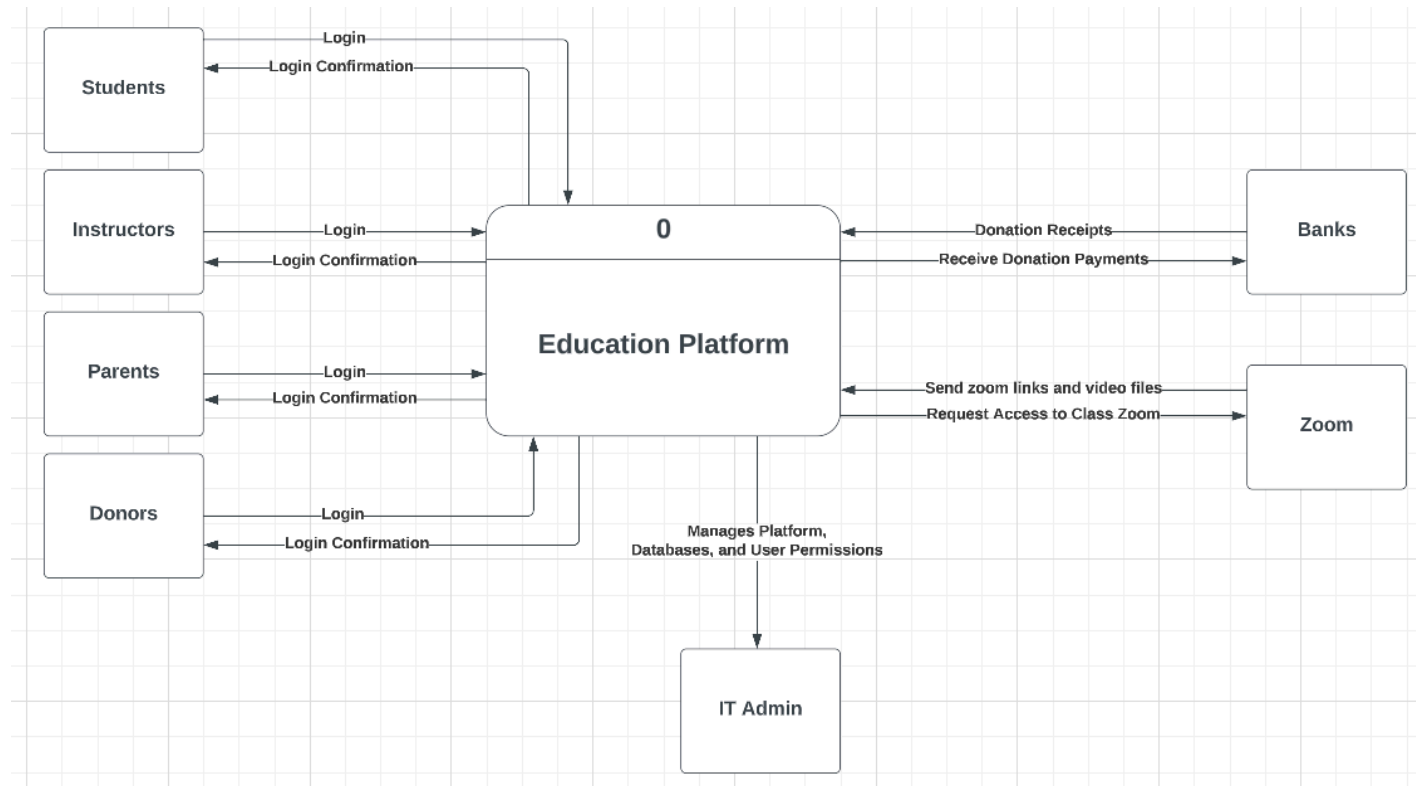 Login
Login Confirmation
Students
Instructors
Login
Login Confirmation
0
Donation Receipts
Receive Donation Payments
Banks
Education Platform
Parents
Login
Login Confirmation
Send zoom links and video files
Request Access to Class Zoom
Zoom
Donors
Login
Login Confirmation
Manages Platform,
Databases, and User Permissions
IT Admin